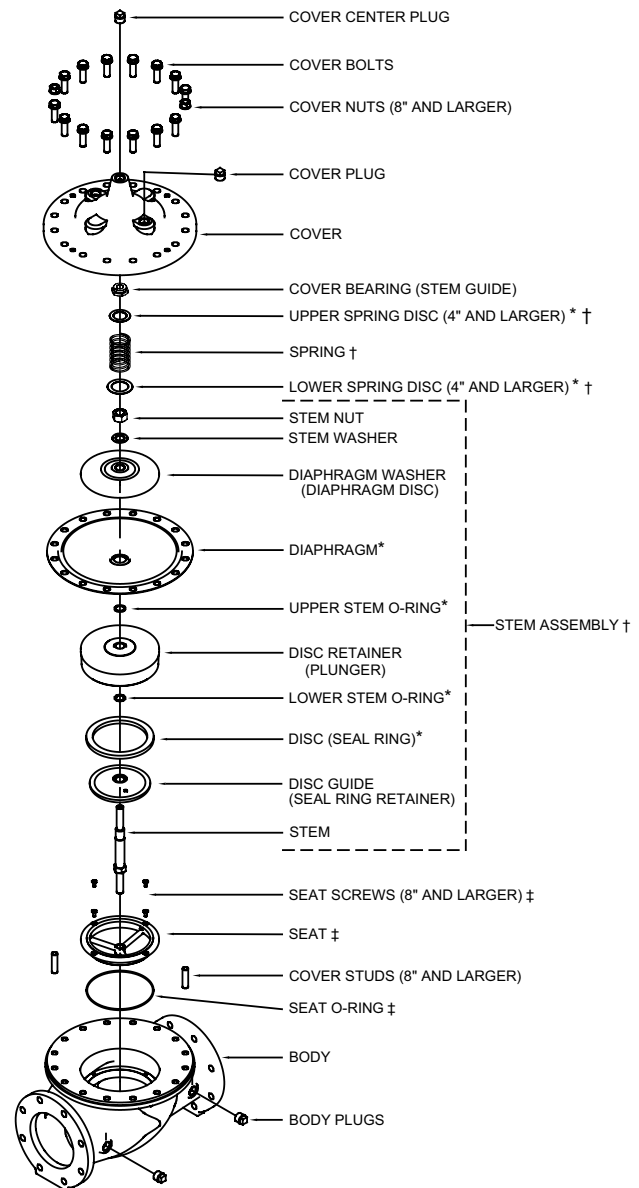 COVER CENTER PLUG
COVER BOLTS
COVER NUTS (8" AND LARGER)
COVER PLUG
COVER
COVER BEARING (STEM GUIDE)
UPPER SPRING DISC (4" AND LARGER) * †
SPRING †
LOWER SPRING DISC (4" AND LARGER) * †
STEM NUT
STEM WASHER
DIAPHRAGM WASHER
(DIAPHRAGM DISC)
DIAPHRAGM*
UPPER STEM O-RING*
STEM ASSEMBLY †
DISC RETAINER
(PLUNGER)
LOWER STEM O-RING*
DISC (SEAL RING)*
DISC GUIDE
(SEAL RING RETAINER)
STEM
SEAT SCREWS (8" AND LARGER) ‡
SEAT ‡
COVER STUDS (8" AND LARGER)
SEAT O-RING ‡
BODY
BODY PLUGS